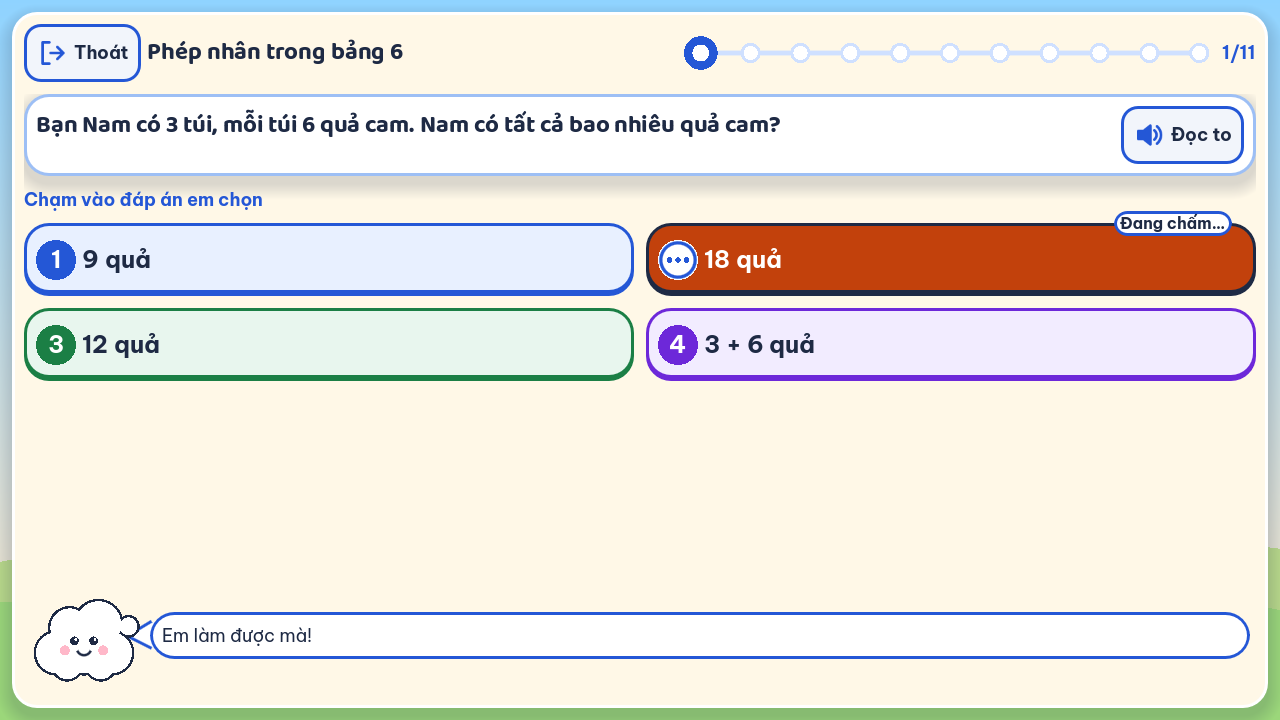 Thoát
Phép nhân trong bảng 6
1/11
Bạn Nam có 3 túi, mỗi túi 6 quả cam. Nam có tất cả bao nhiêu quả cam?
Đọc to
Chạm vào đáp án em chọn
1 9 quả
Đang chấm...
18 quả
3 12 quả
4 3 + 6 quả
Em làm được mà!